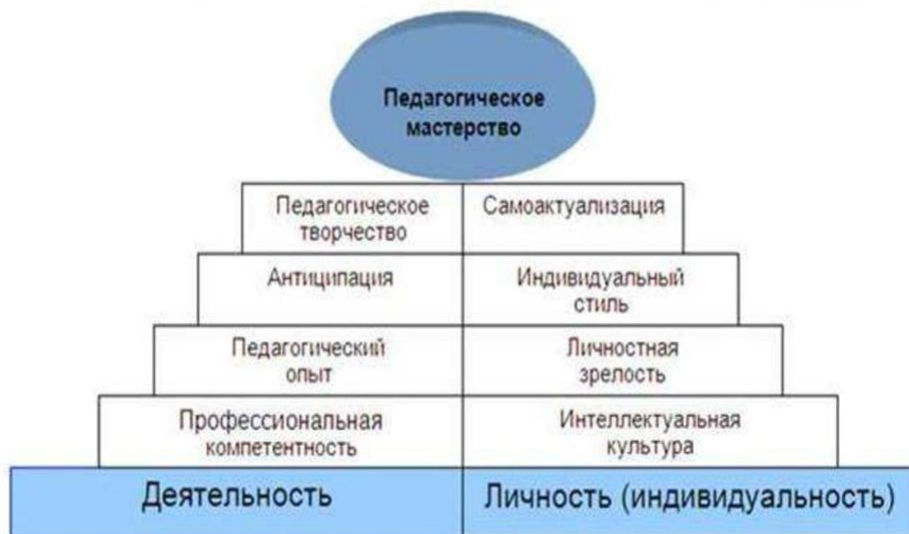 Педагогическое
мастерство
Педагогическое
творчество
Самоактуализация
Антиципация
Индивидуальный
стиль
Педагогический
опыт
Личностная
зрелость
Профессиональная
компетентность
Интеллектуальная
культура
Деятельность
Личность (индивидуальность)